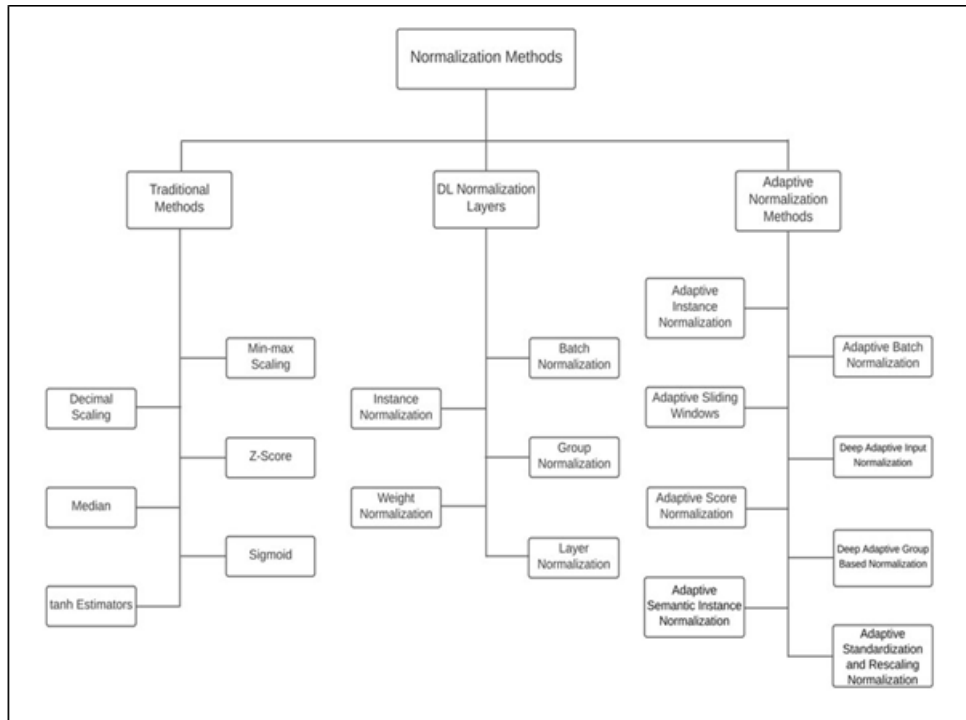 Normalization Methods
Traditional
Methods
DL Normalization
Layers
Adaptive
Normalization
Methods
Min-max
Scaling
Decimal
Scaling
Z-Score
Median
Sigmoid
tanh Estimators
Batch
Normalization
Instance
Normalization
Group
Normalization
Weight
Normalization
Layer
Normalization
Adaptive
Instance
Normalization
Adaptive Batch
Normalization
Adaptive Sliding
Windows
Deep Adaptive Input
Normalization
Adaptive Score
Normalization
Deep Adaptive Group
Based Normalization
Adaptive
Semantic Instance
Normalization
Adaptive
Standardization
and Rescaling
Normalization